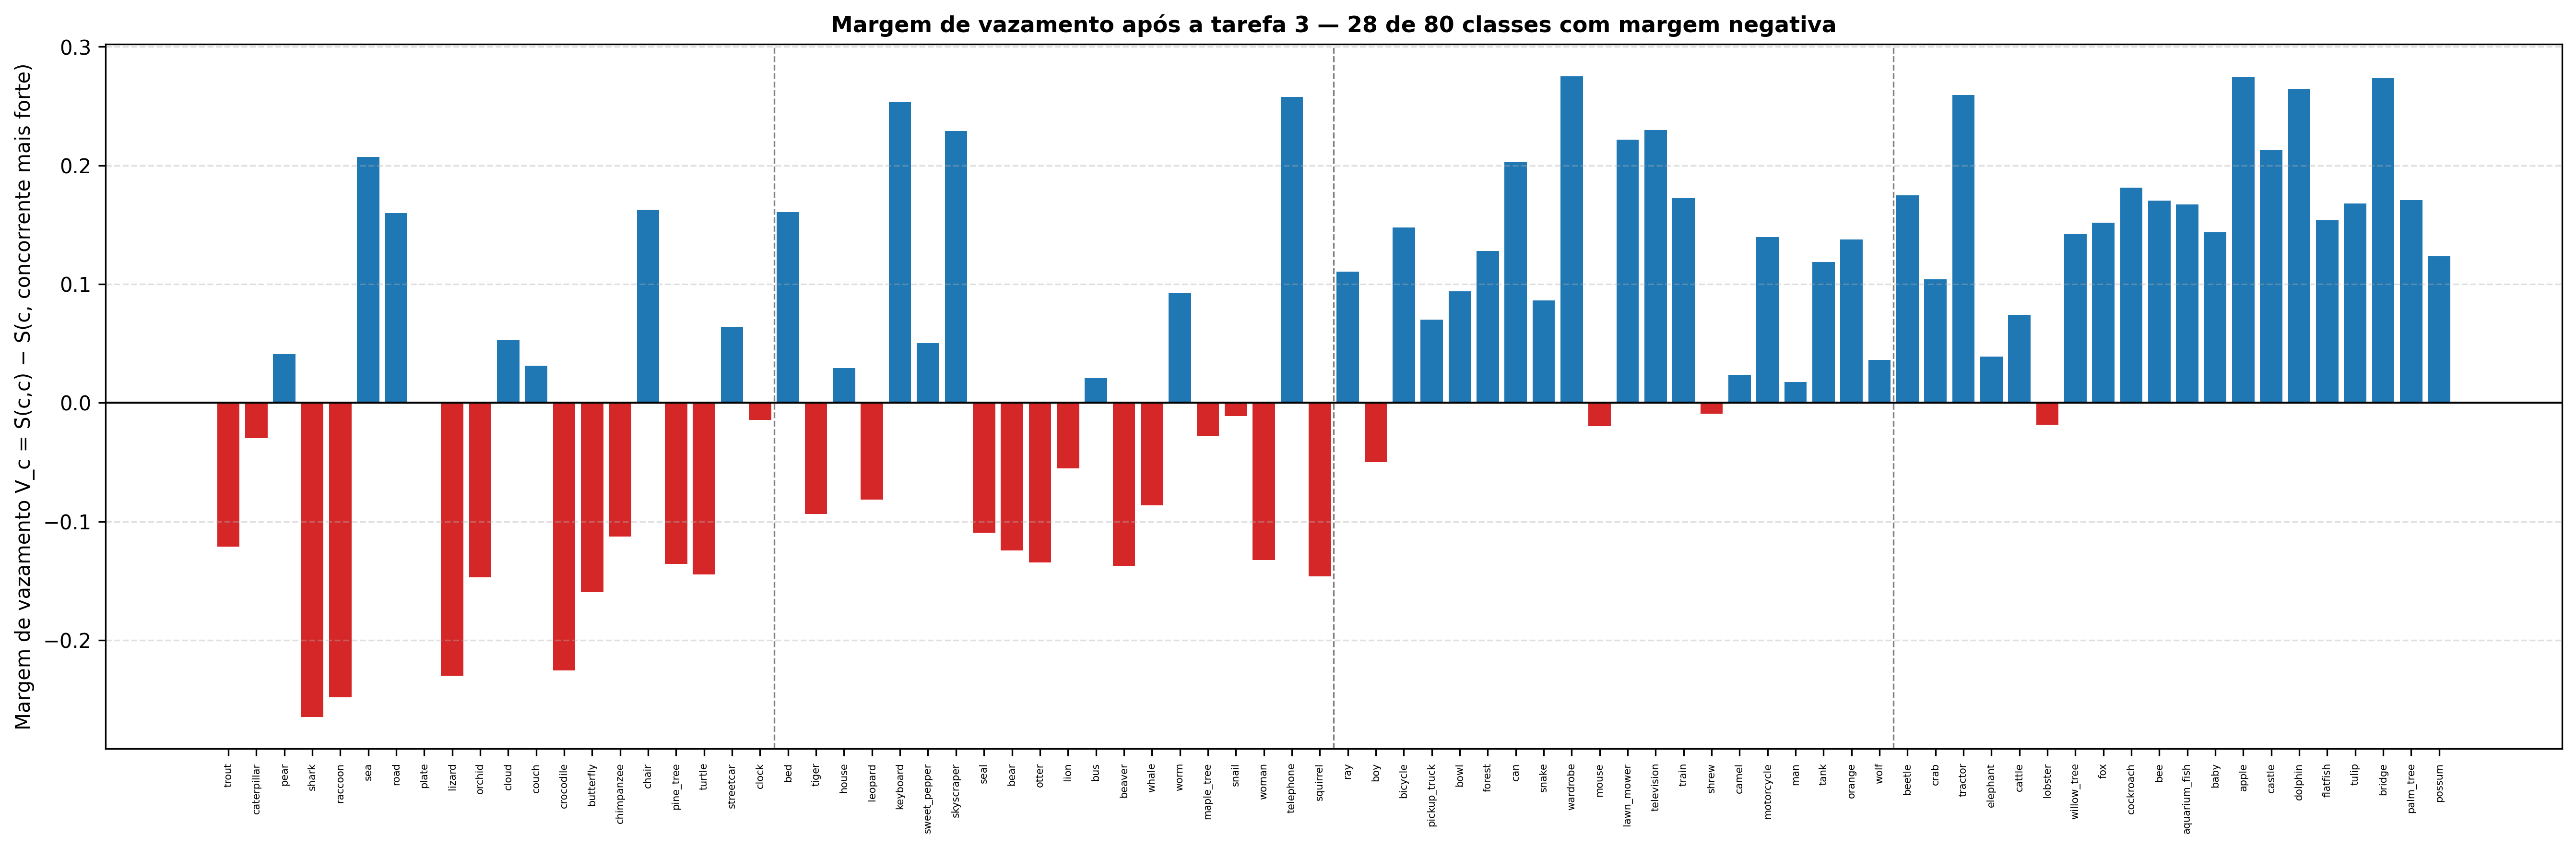 Margem de vazamento após a tarefa 3 — 28 de 80 classes com margem negativa
Margem de vazamento V_c = S(c,c) − S(c, concorrente mais forte)
0.3
0.2
0.1
0.0
−0.1
−0.2
trout
caterpillar
pear
shark
raccoon
sea
road
plate
lizard
orchid
cloud
couch
crocodile
butterfly
chimpanzee
chair
pine_tree
turtle
streetcar
clock
bed
tiger
house
leopard
keyboard
sweet_pepper
skyscraper
seal
bear
otter
lion
bus
beaver
whale
worm
maple_tree
snail
woman
telephone
squirrel
ray
boy
bicycle
pickup_truck
bowl
forest
can
snake
wardrobe
mouse
lawn_mower
television
train
shrew
camel
motorcycle
man
tank
orange
wolf
beetle
crab
tractor
elephant
cattle
lobster
willow_tree
fox
cockroach
bee
aquarium_fish
baby
apple
castle
dolphin
flatfish
tulip
bridge
palm_tree
possum